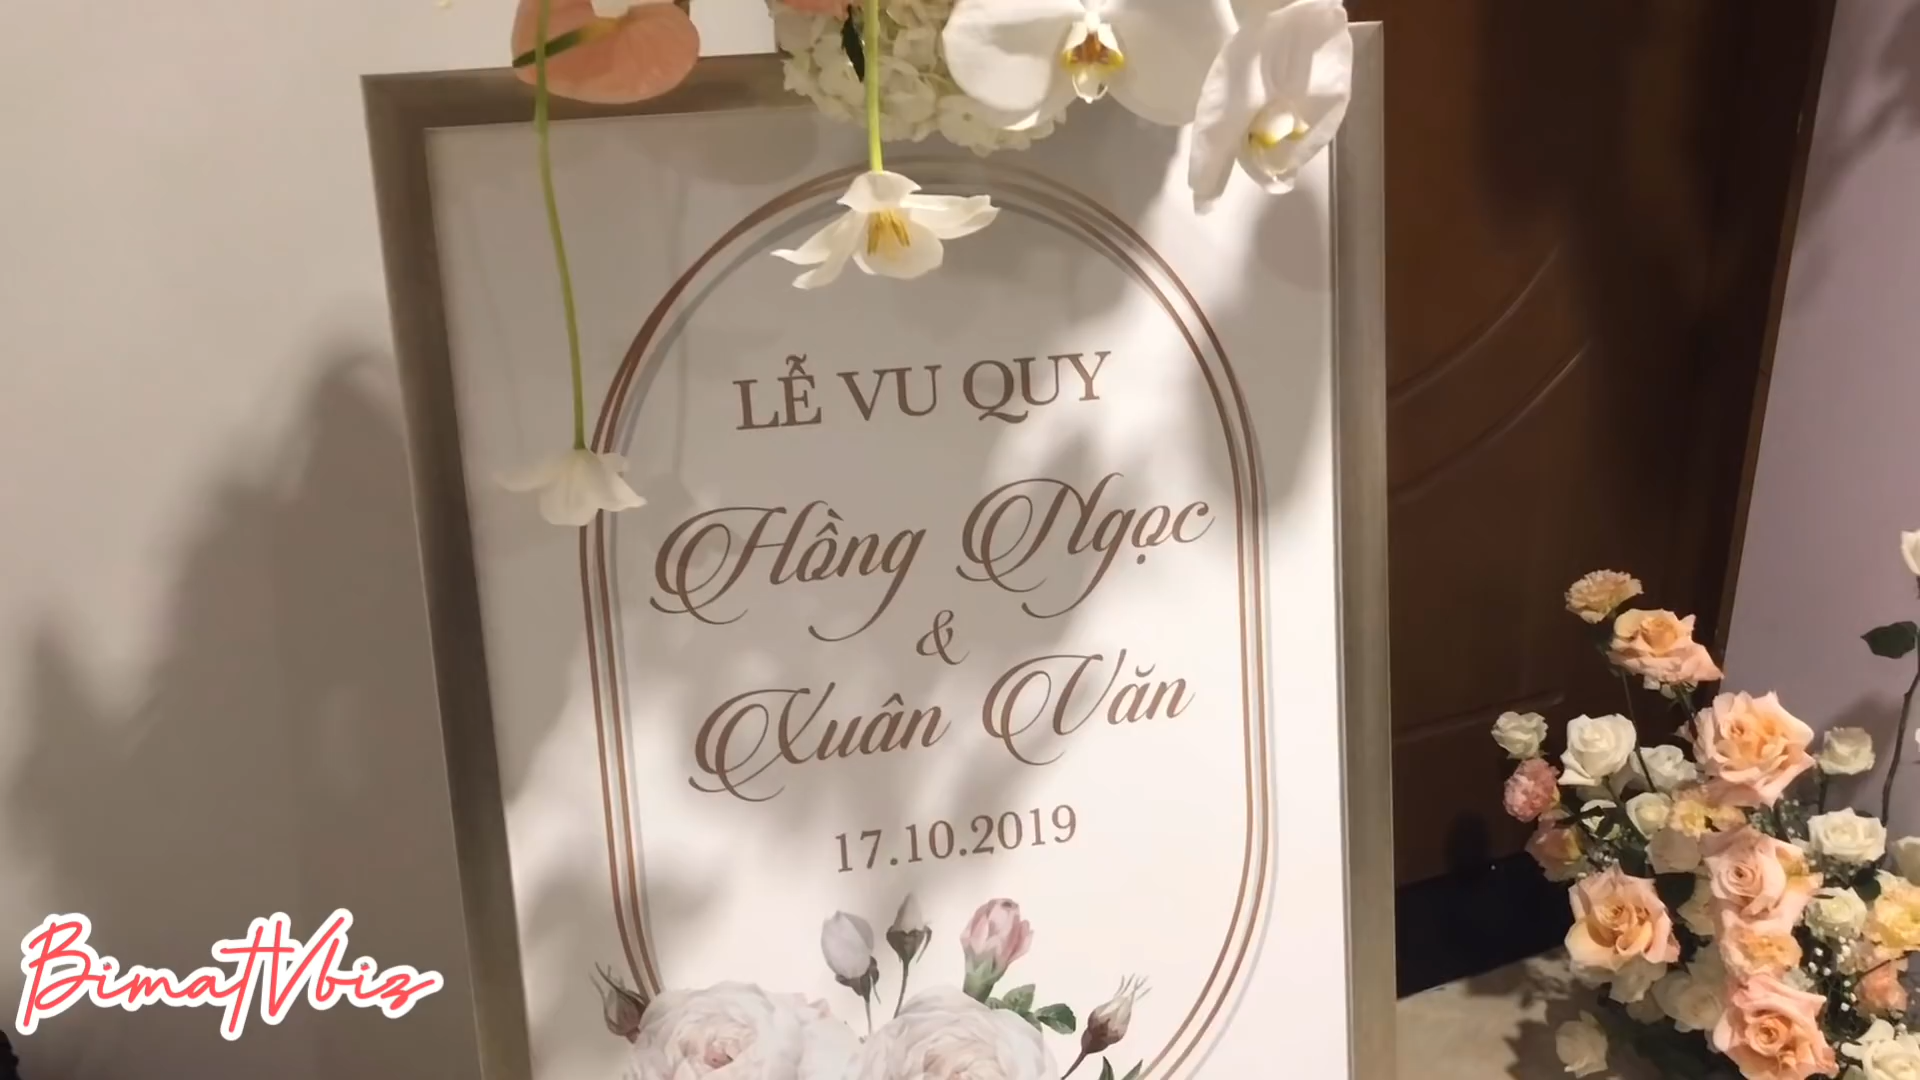 LỄ VU QUY
Hồng Ngọc
&
Xuân Văn
17.10.2019
BimaTVbiz